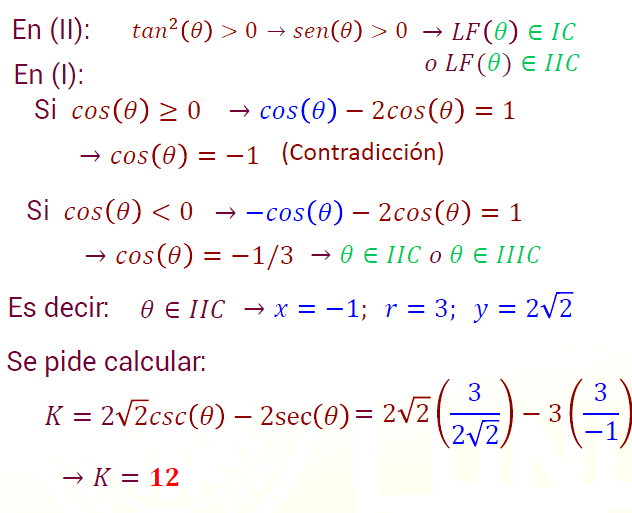 En (II): tan²(θ) > 0 → sen(θ) > 0 → LF(θ) ∈ IC
o LF(θ) ∈ IIC
En (I):
Si cos(θ) ≥ 0 → cos(θ) − 2cos(θ) = 1
→ cos(θ) = −1 (Contradicción)
Si cos(θ) < 0 → −cos(θ) − 2cos(θ) = 1
→ cos(θ) = −1/3 → θ ∈ IIC o θ ∈ IIIC
Es decir: θ ∈ IIC → x = −1; r = 3; y = 2√2
Se pide calcular:
K = 2√2csc(θ) − 2sec(θ) = 2√2 (3/2√2) − 3 (3/−1)
→ K = 12